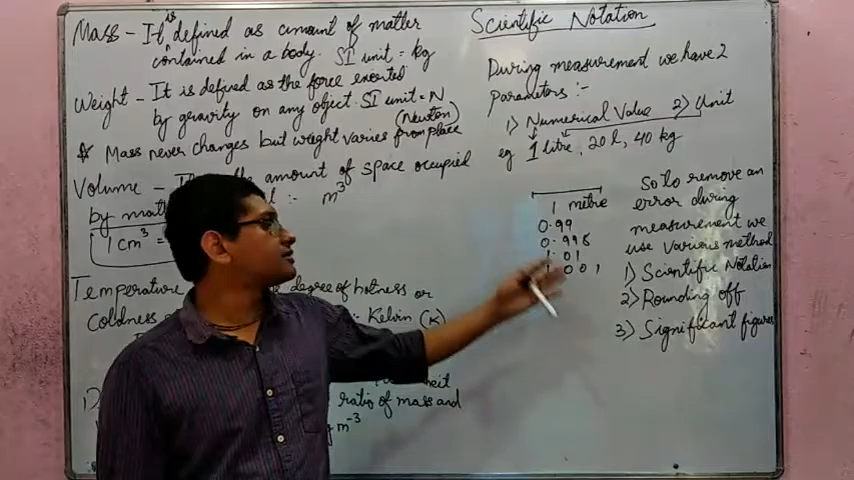 Mass - It is defined as amount of matter
contained in a body. SI unit = kg
Weight - It is defined as the force exerted
by gravity on any object. SI unit = N
(Newton)
☆ Mass never changes but weight varies from place
Volume - amount of space occupied
by m³
1 cm³ =
Temperature degree of hotness or
Coldness Kelvin (K)
ratio of mass and
m⁻³
Scientific Notation
During measurement we have 2
Parameters :-
1) Numerical Value 2) Unit
eg 1 litre, 20 l, 40 kg
1 metre
0.99
0.998
1.01
1.001
So to remove an
error during
measurement we
use various method
1) Scientific Notation
2) Rounding off
3) Significant figures